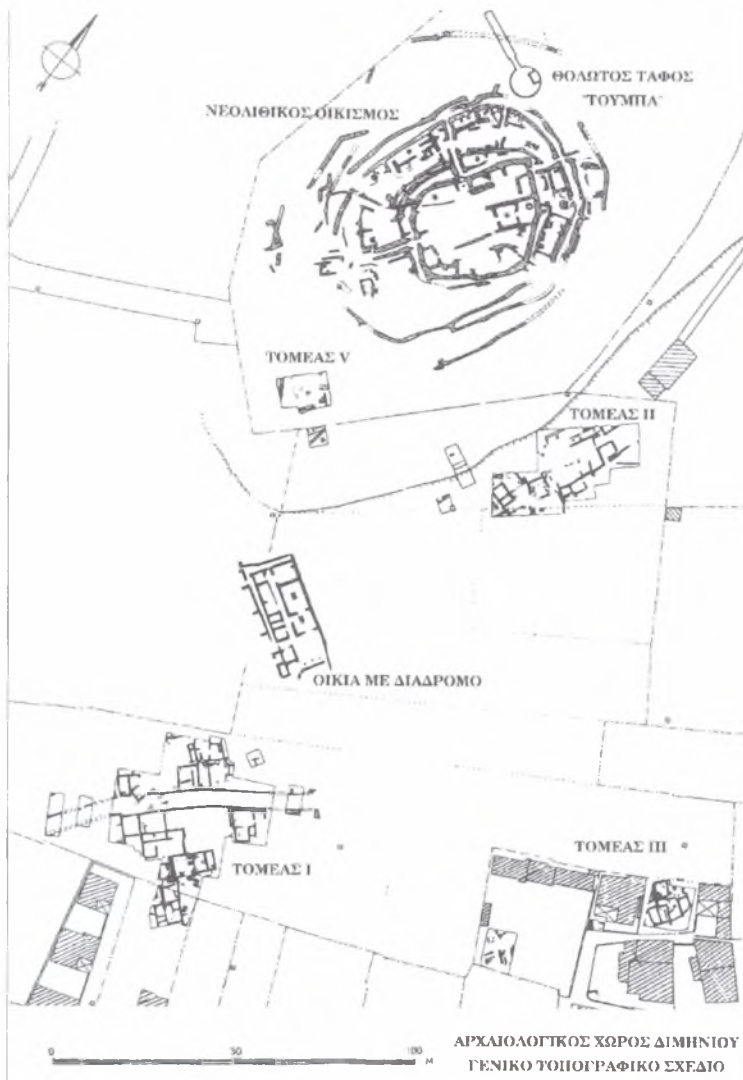 ΘΟΛΩΤΟΣ ΤΑΦΟΣ
"ΤΟΥΜΠΑ"
ΝΕΟΛΙΘΙΚΟΣ ΟΙΚΙΣΜΟΣ
ΤΟΜΕΑΣ V
ΤΟΜΕΑΣ II
ΟΙΚΙΑ ΜΕ ΔΙΑΔΡΟΜΟ
ΤΟΜΕΑΣ III
ΤΟΜΕΑΣ I
0 50 100 Μ
ΑΡΧΑΙΟΛΟΓΙΚΟΣ ΧΩΡΟΣ ΔΙΜΗΝΙΟΥ
ΓΕΝΙΚΟ ΤΟΠΟΓΡΑΦΙΚΟ ΣΧΕΔΙΟ